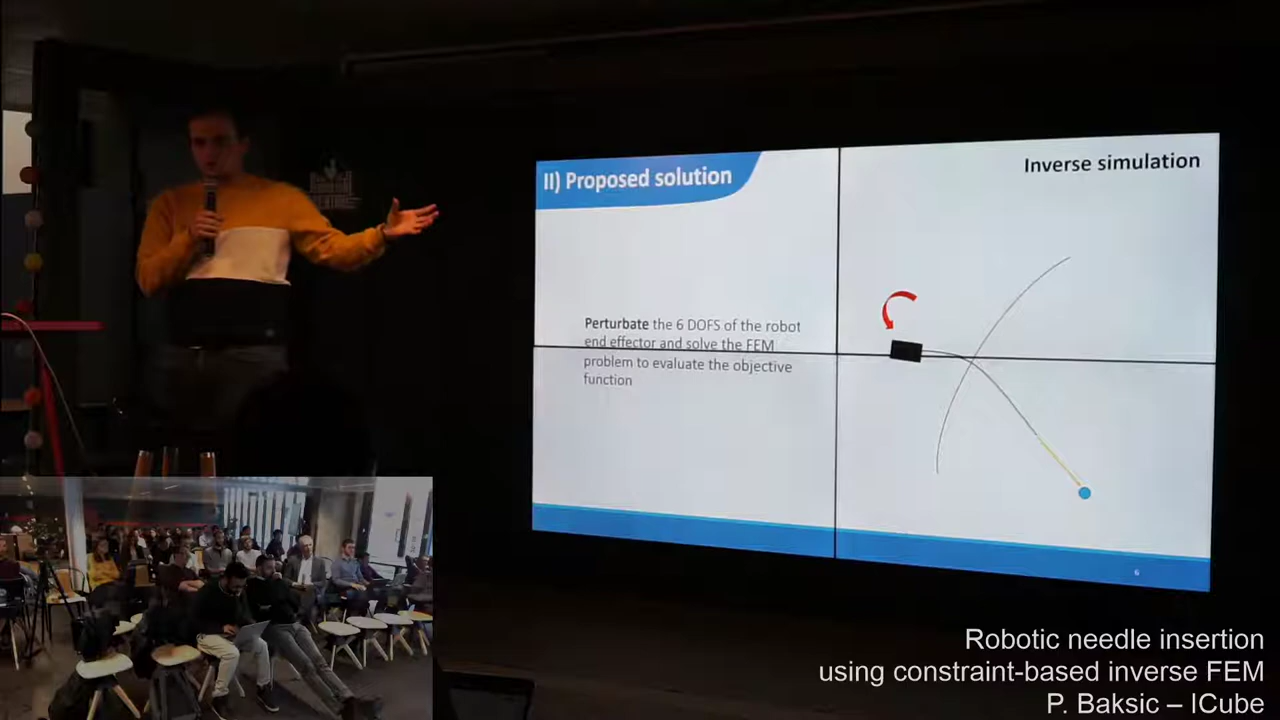 II) Proposed solution
Inverse simulation
Perturbate the 6 DOFS of the robot
end effector and solve the FEM
problem to evaluate the objective
function
6
Robotic needle insertion
using constraint-based inverse FEM
P. Baksic – ICube